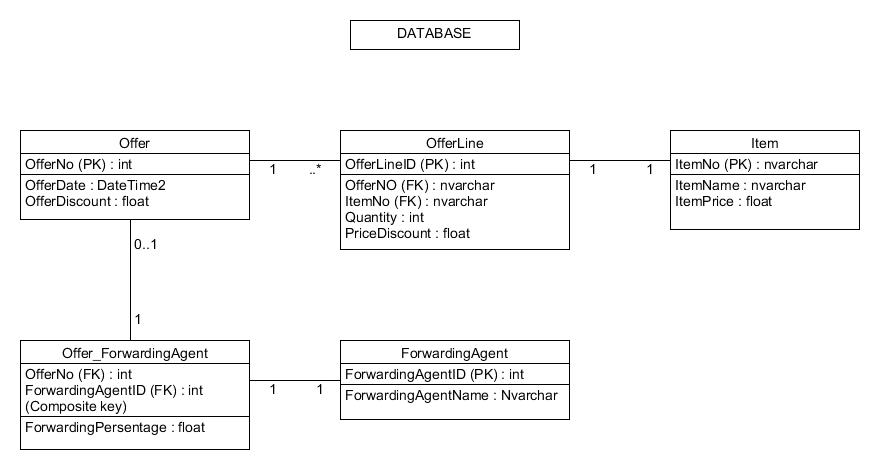 DATABASE
Offer
OfferNo (PK) : int
OfferDate : DateTime2
OfferDiscount : float
1
..*
OfferLine
OfferLineID (PK) : int
OfferNO (FK) : nvarchar
ItemNo (FK) : nvarchar
Quantity : int
PriceDiscount : float
1
1
Item
ItemNo (PK) : nvarchar
ItemName : nvarchar
ItemPrice : float
0..1
1
Offer_ForwardingAgent
OfferNo (FK) : int
ForwardingAgentID (FK) : int
(Composite key)
ForwardingPersentage : float
1
1
ForwardingAgent
ForwardingAgentID (PK) : int
ForwardingAgentName : Nvarchar